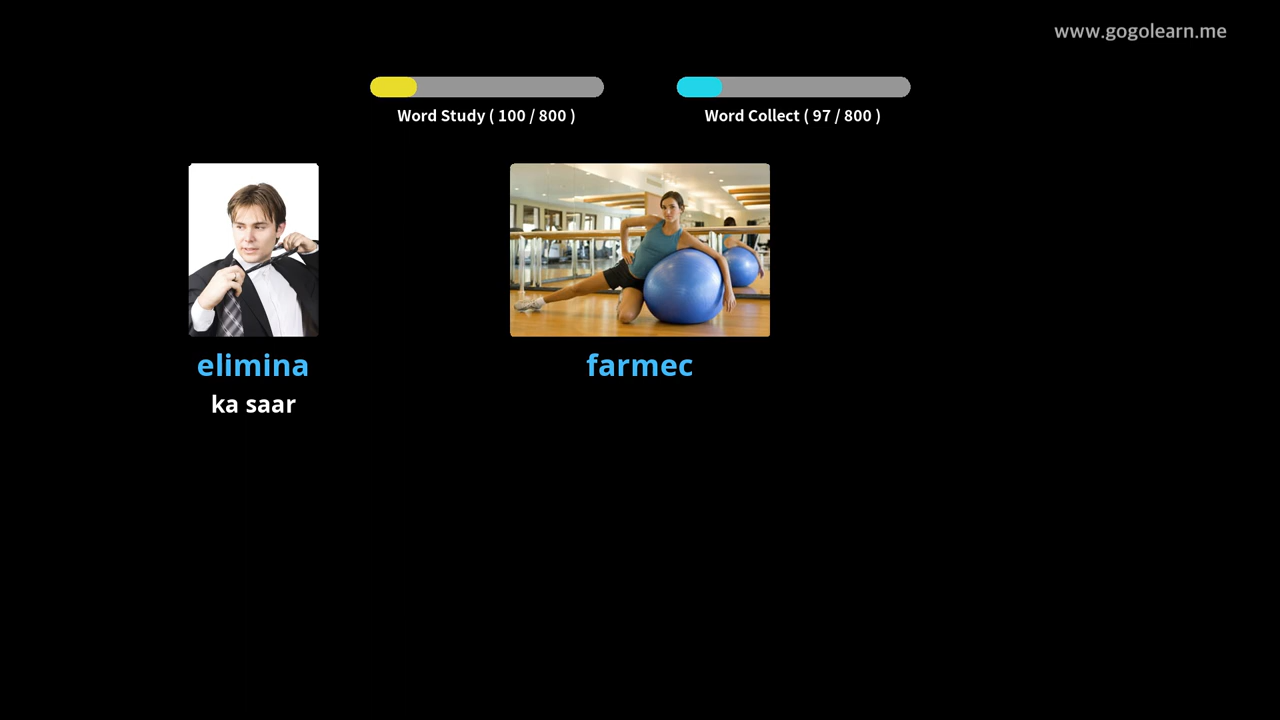 www.gogolearn.me
Word Study ( 100 / 800 )
Word Collect ( 97 / 800 )
elimina
farmec
ka saar